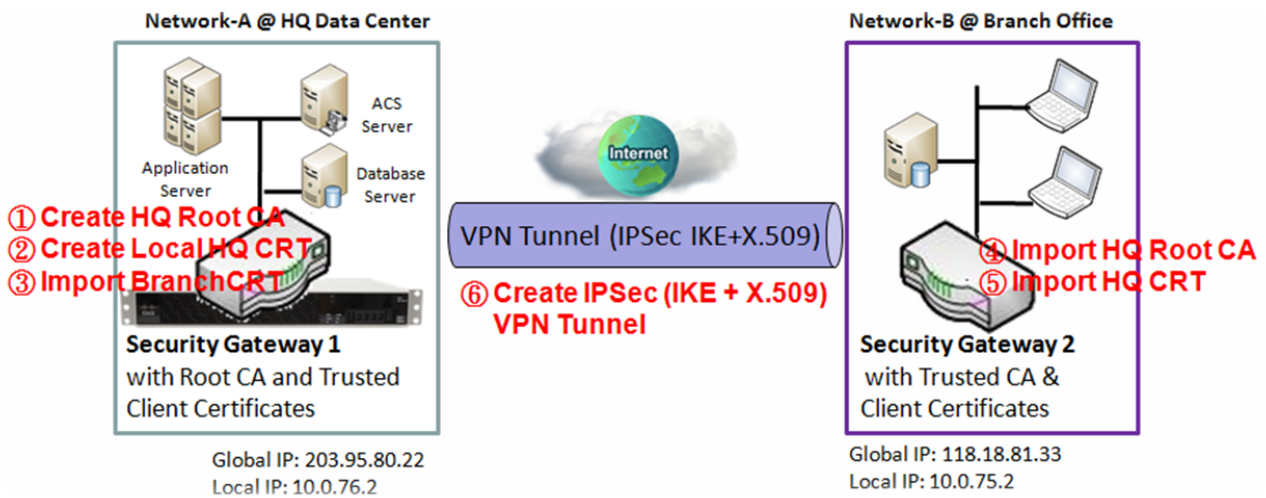 Network-A @ HQ Data Center
Network-B @ Branch Office
ACS
Server
Application
Server
Database
Server
Internet
① Create HQ Root CA
② Create Local HQ CRT
③ Import BranchCRT
VPN Tunnel (IPSec IKE+X.509)
④ Import HQ Root CA
⑤ Import HQ CRT
⑥ Create IPSec (IKE + X.509)
VPN Tunnel
Security Gateway 1
with Root CA and Trusted
Client Certificates
Security Gateway 2
with Trusted CA &
Client Certificates
Global IP: 203.95.80.22
Local IP: 10.0.76.2
Global IP: 118.18.81.33
Local IP: 10.0.75.2